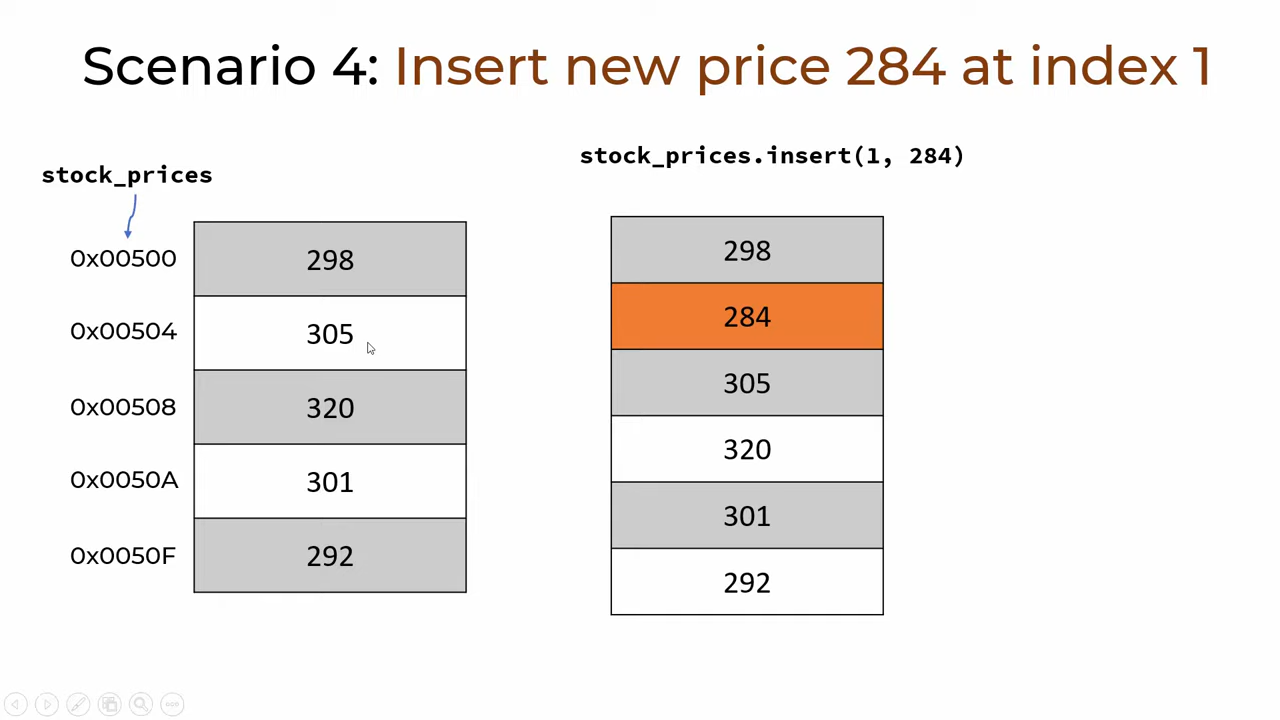 Scenario 4: Insert new price 284 at index 1
stock_prices
0x00500
298
0x00504
305
0x00508
320
0x0050A
301
0x0050F
292
stock_prices.insert(1, 284)
298
284
305
320
301
292